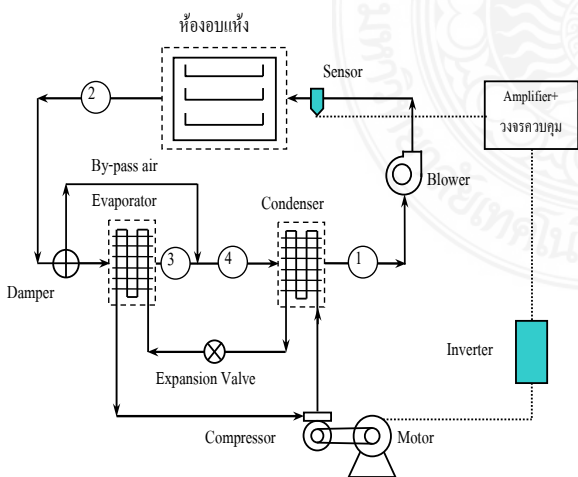 ห้องอบแห้ง
Sensor
2
Amplifier+
วงจรควบคุม
By-pass air
Blower
Evaporator
Condenser
3
4
1
Damper
Expansion Valve
Inverter
Compressor
Motor